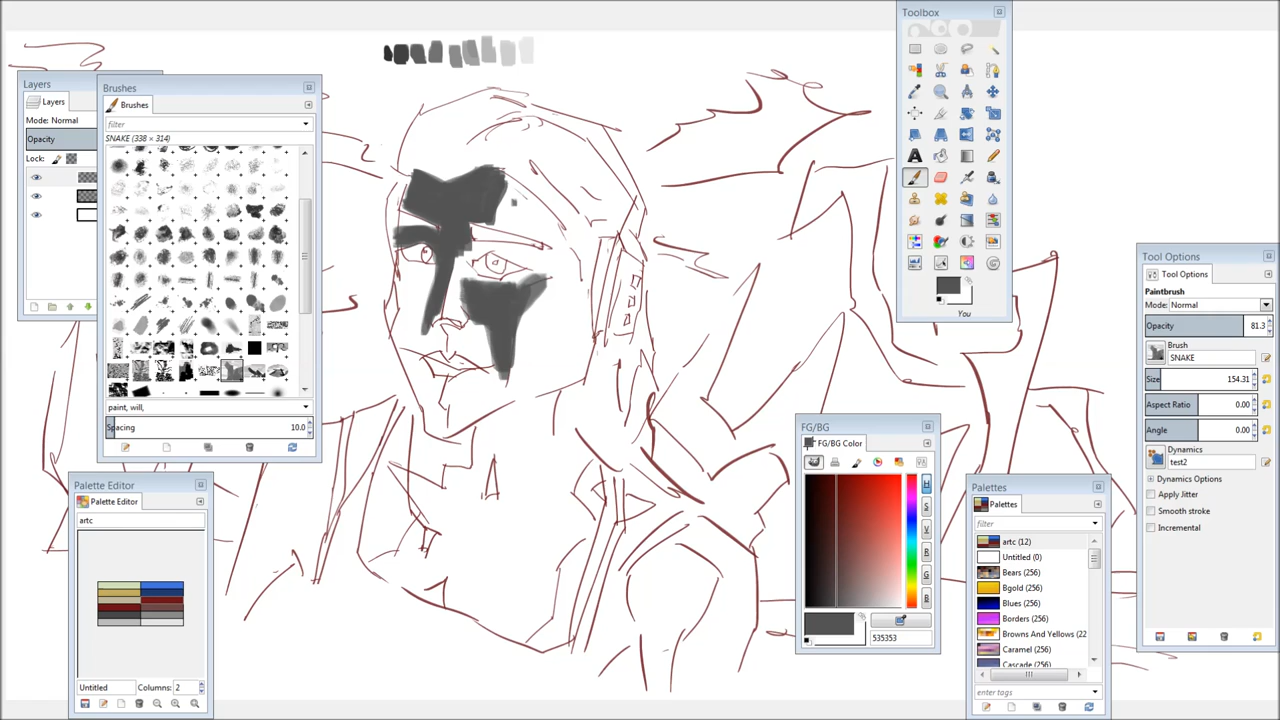 Layers
Layers
Mode: Normal
Opacity
Lock:
Brushes
Brushes
filter
SNAKE (338 × 314)
paint, will,
Spacing
10.0
Palette Editor
Palette Editor
artc
Untitled
Columns: 2
Toolbox
You
FG/BG
FG/BG Color
H
S
V
R
G
B
535353
Palettes
Palettes
filter
artc (12)
Untitled (0)
Bears (256)
Bgold (256)
Blues (256)
Borders (256)
Browns And Yellows (22
Caramel (256)
Cascade (256)
enter tags
Tool Options
Tool Options
Paintbrush
Mode: Normal
Opacity 81.3
Brush
SNAKE
Size 154.31
Aspect Ratio 0.00
Angle 0.00
Dynamics
test2
Dynamics Options
Apply Jitter
Smooth stroke
Incremental